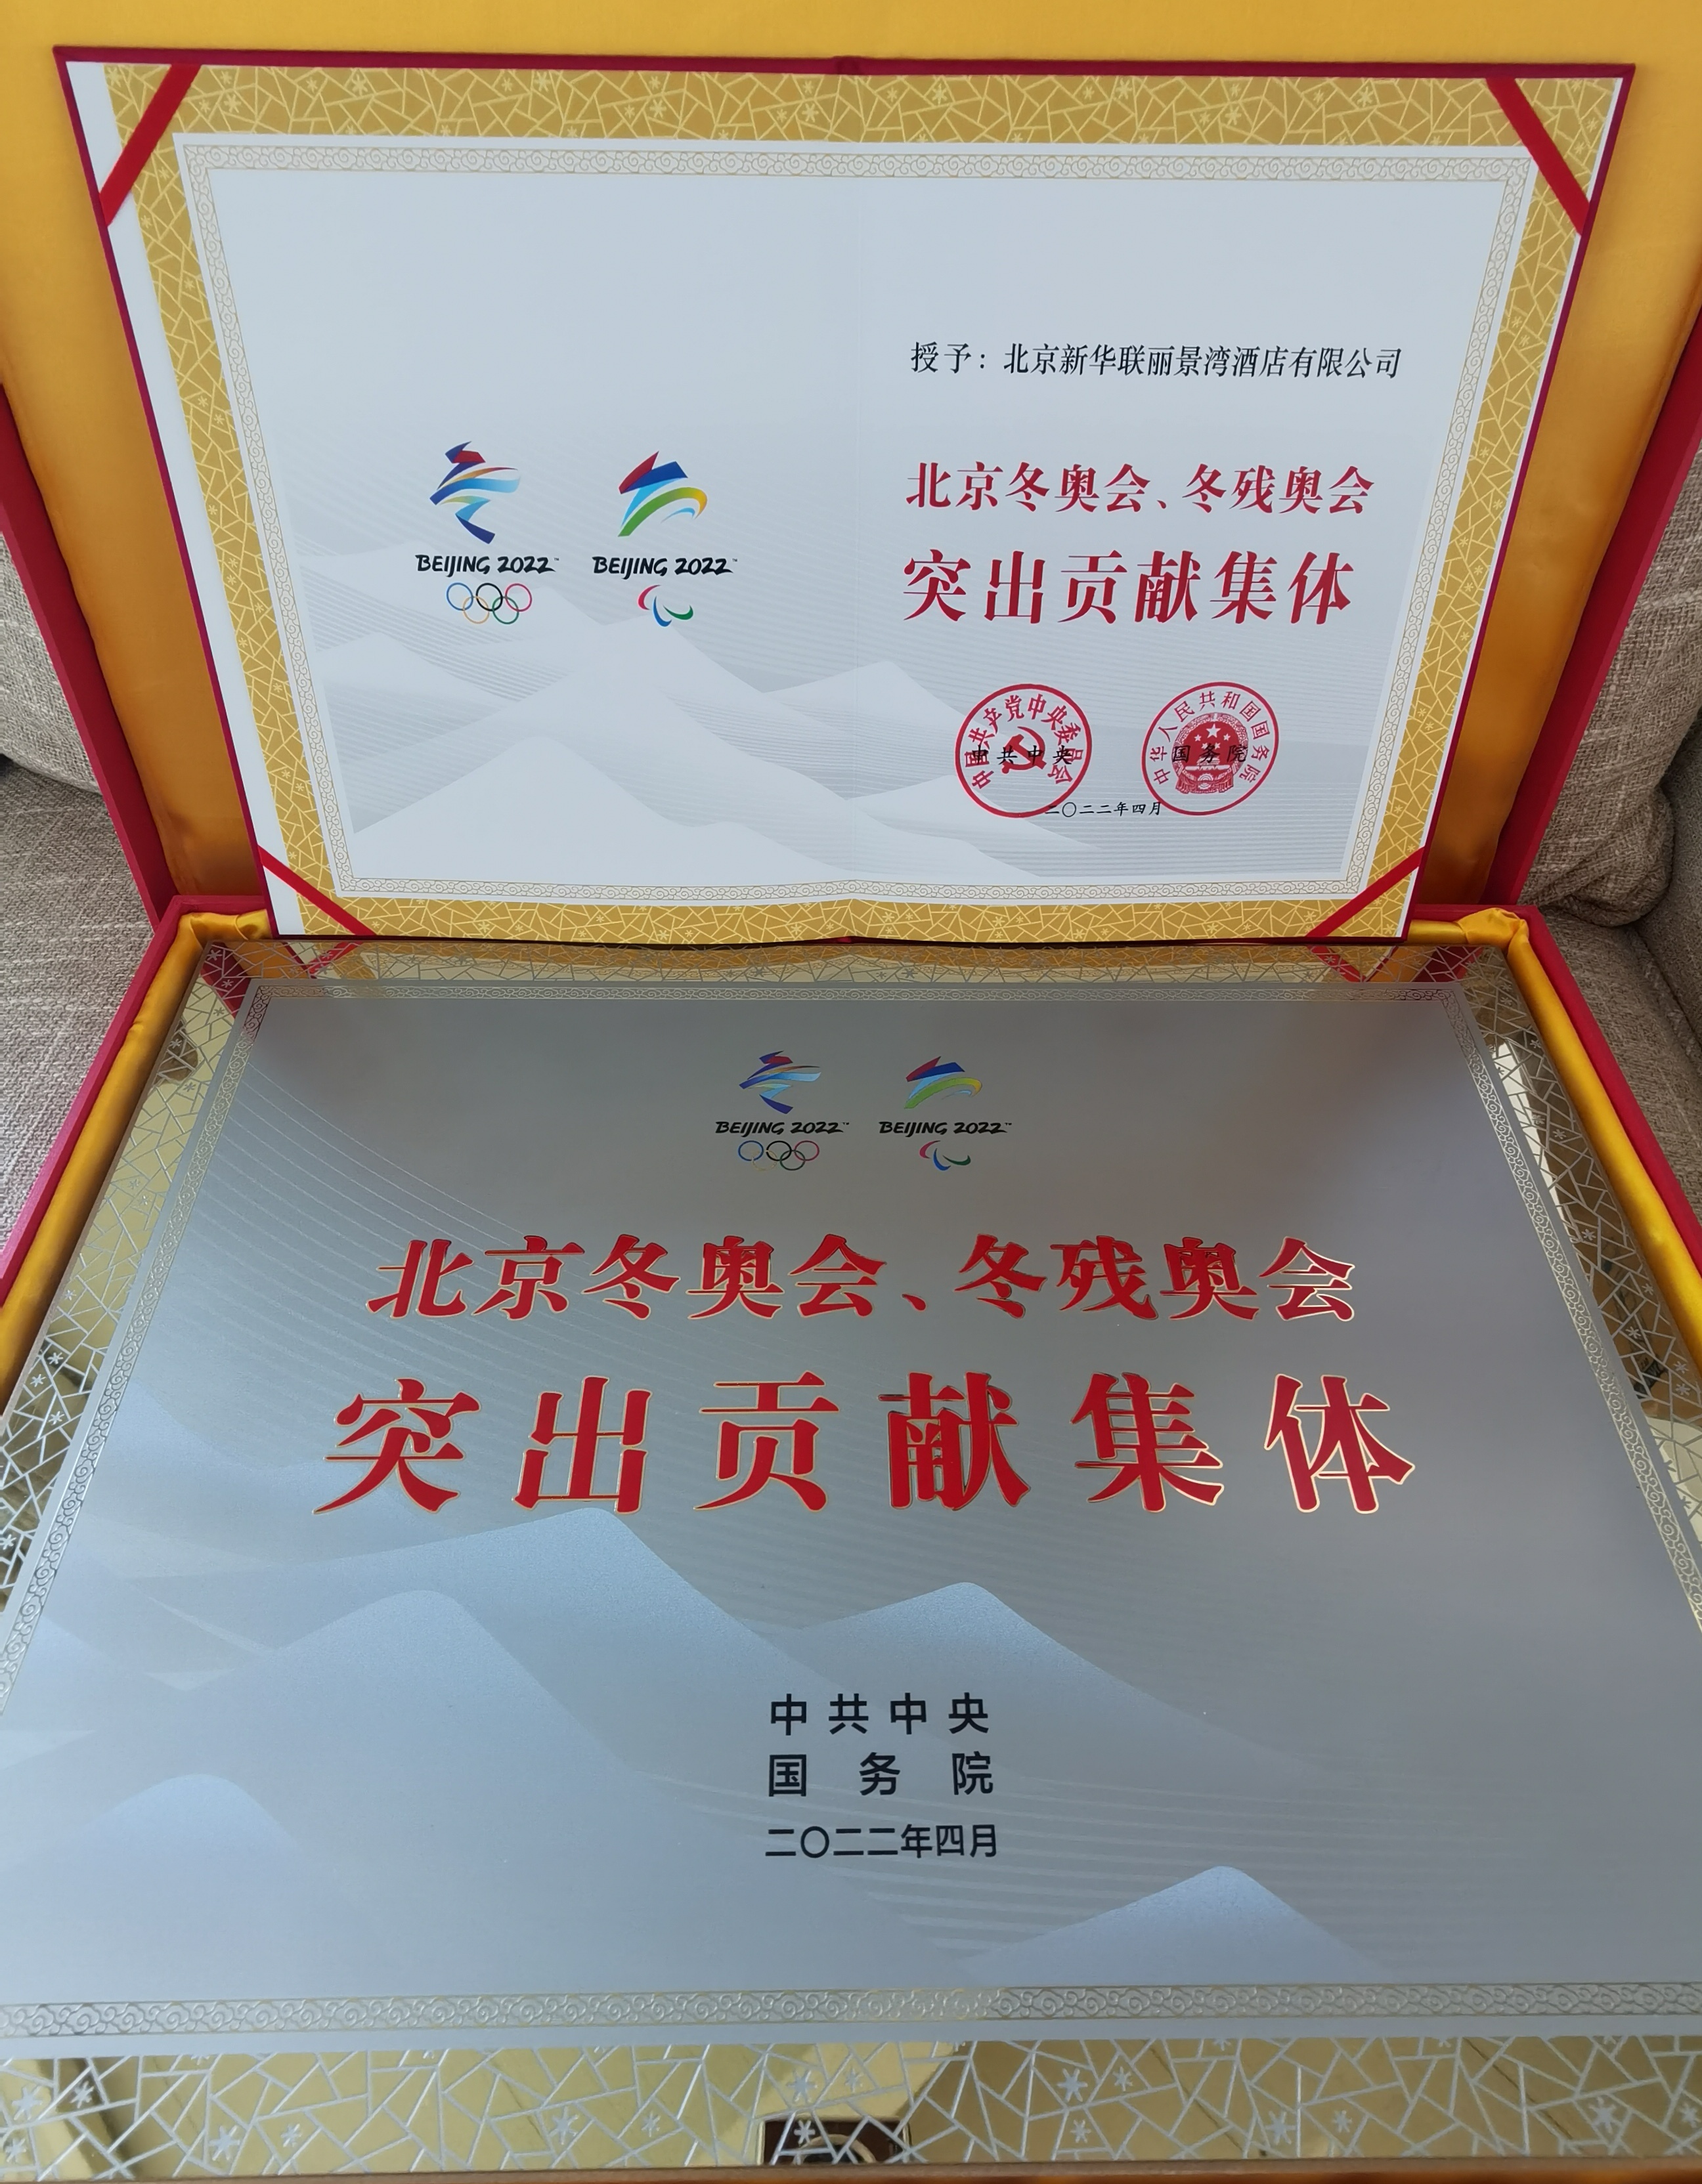 授予：北京新华联丽景湾酒店有限公司
BEIJING 2022™
BEIJING 2022™
北京冬奥会、冬残奥会
突出贡献集体
中国共产党中央委员会
中共中央
中华人民共和国国务院
国务院
二〇二二年四月
BEIJING 2022™
BEIJING 2022™
北京冬奥会、冬残奥会
突出贡献集体
中共中央
国务院
二〇二二年四月